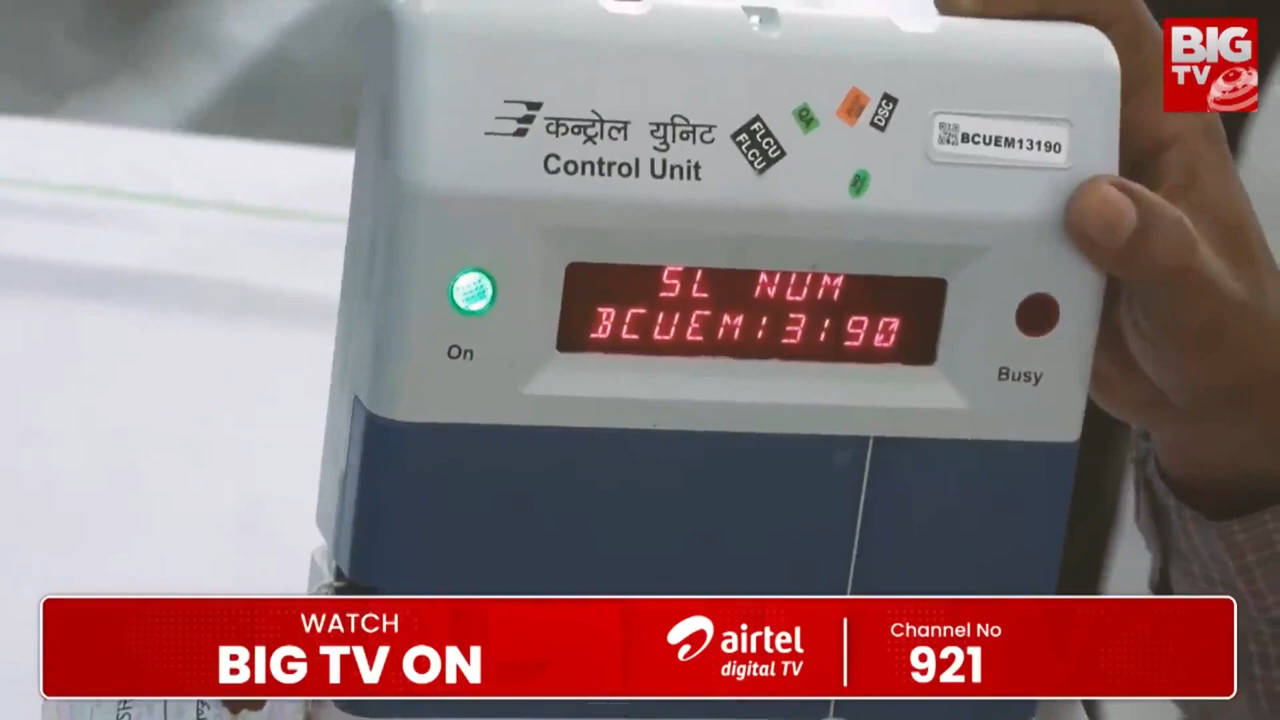 BIG
TV
कन्ट्रोल युनिट
Control Unit
FLCU
FLCU
QA
DSC
BCUEM13190
SL NUM
BCUEM13190
On
Busy
WATCH
BIG TV ON
airtel
digital TV
Channel No
921